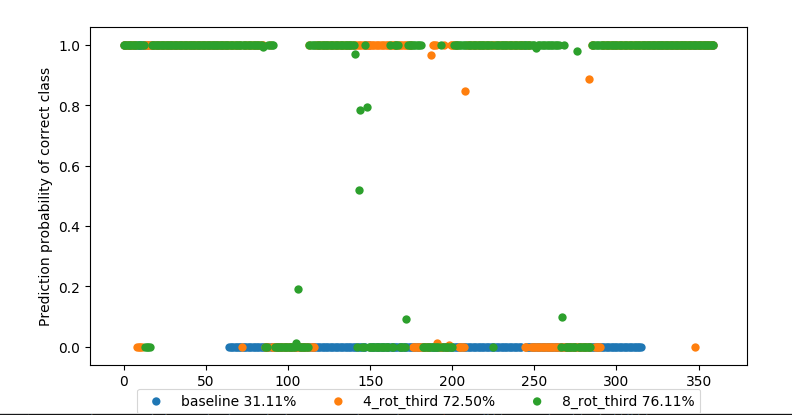 Prediction probability of correct class
1.0
0.8
0.6
0.4
0.2
0.0
0 50 100 150 200 250 300 350
baseline 31.11% 4_rot_third 72.50% 8_rot_third 76.11%